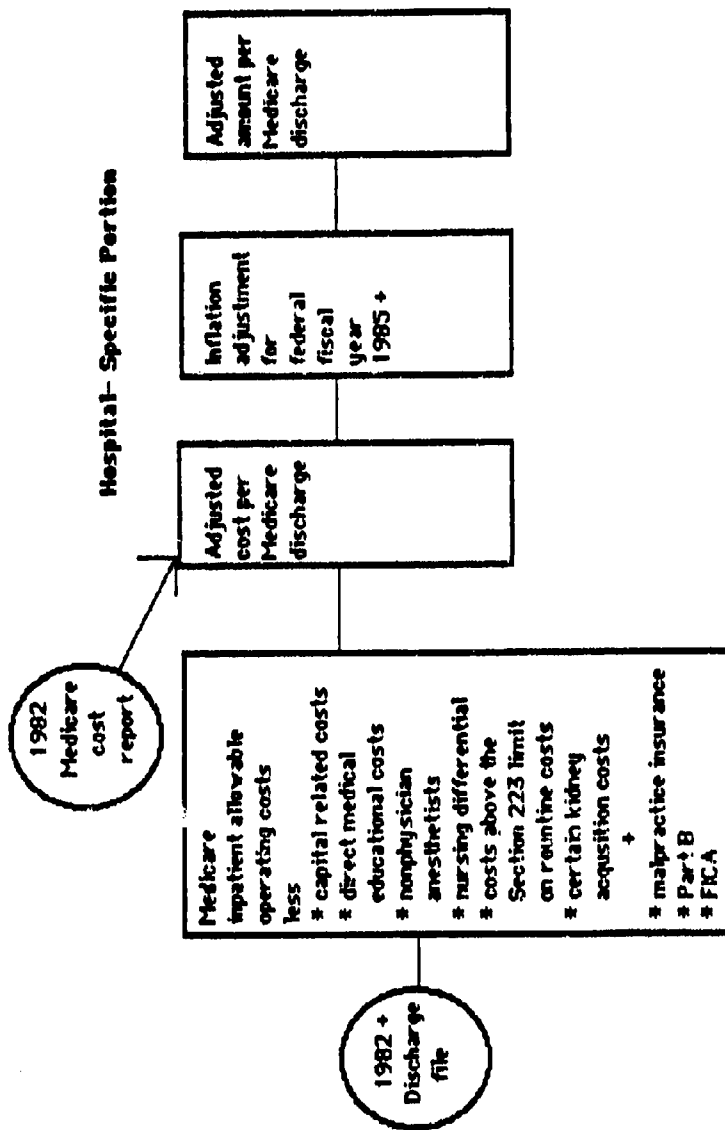 Hospital- Specific Portion
1982 +
Discharge
file
Medicare
inpatient allowable
operating costs
less
* capital related costs
* direct medical
educational costs
* nonphysician
anesthetists
* nursing differential
* costs above the
Section 223 limit
on rountine costs
* certain kidney
acqusition costs
+
* malpractice insurance
* Part B
* FICA
1982
Medicare
cost
report
Adjusted
cost per
Medicare
discharge
Inflation
adjustment
for
federal
fiscal
year
1985 +
Adjusted
amount per
Medicare
discharge